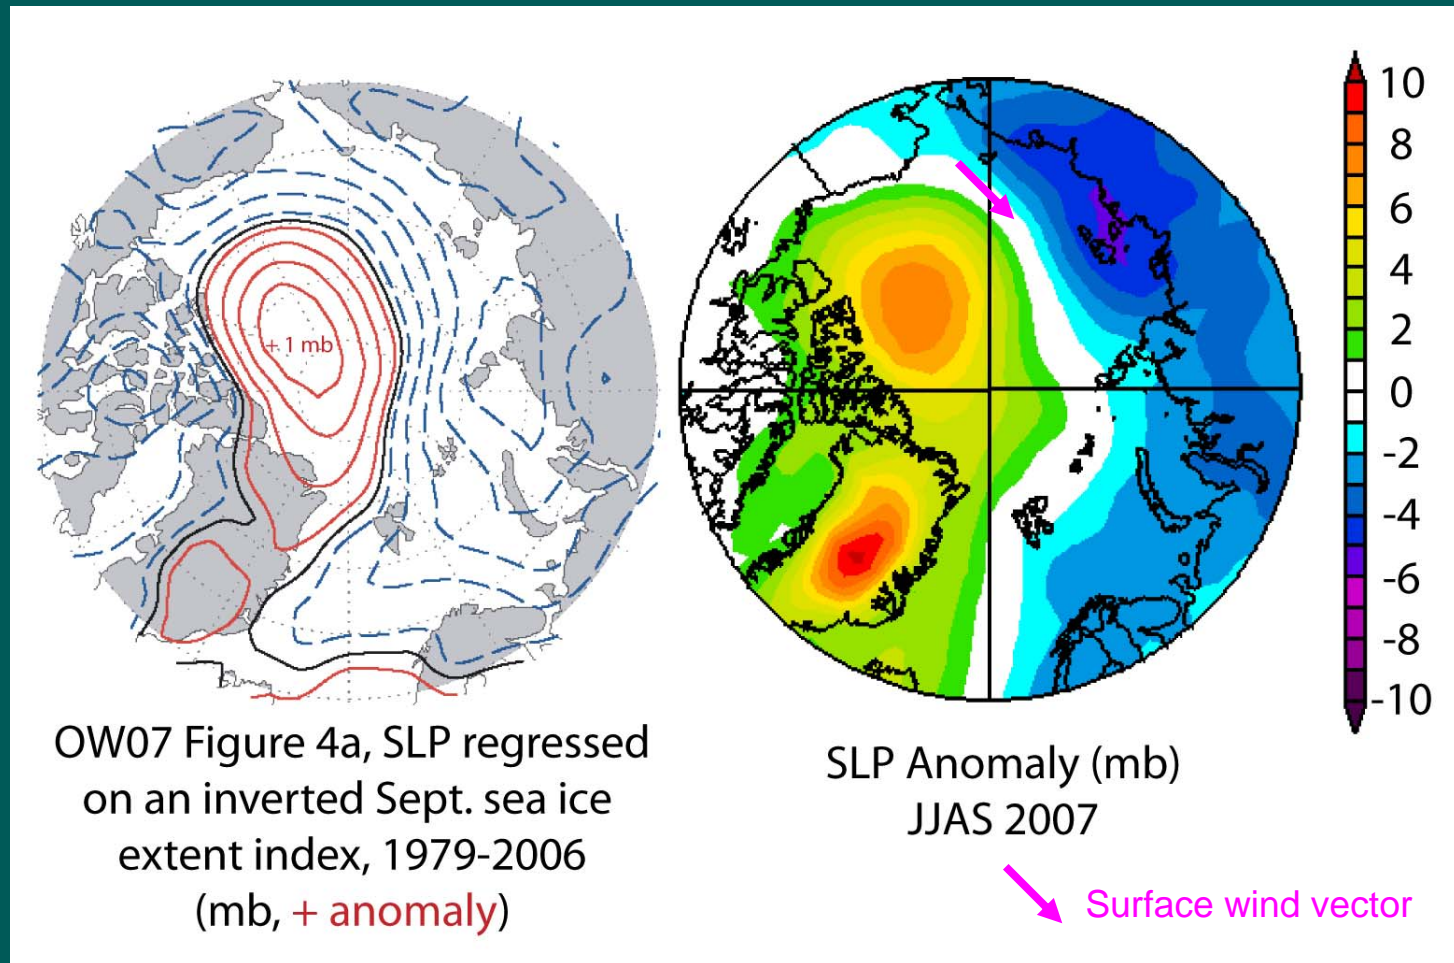 + 1 mb
OW07 Figure 4a, SLP regressed
on an inverted Sept. sea ice
extent index, 1979-2006
(mb, + anomaly)
SLP Anomaly (mb)
JJAS 2007
Surface wind vector
10
8
6
4
2
0
-2
-4
-6
-8
-10